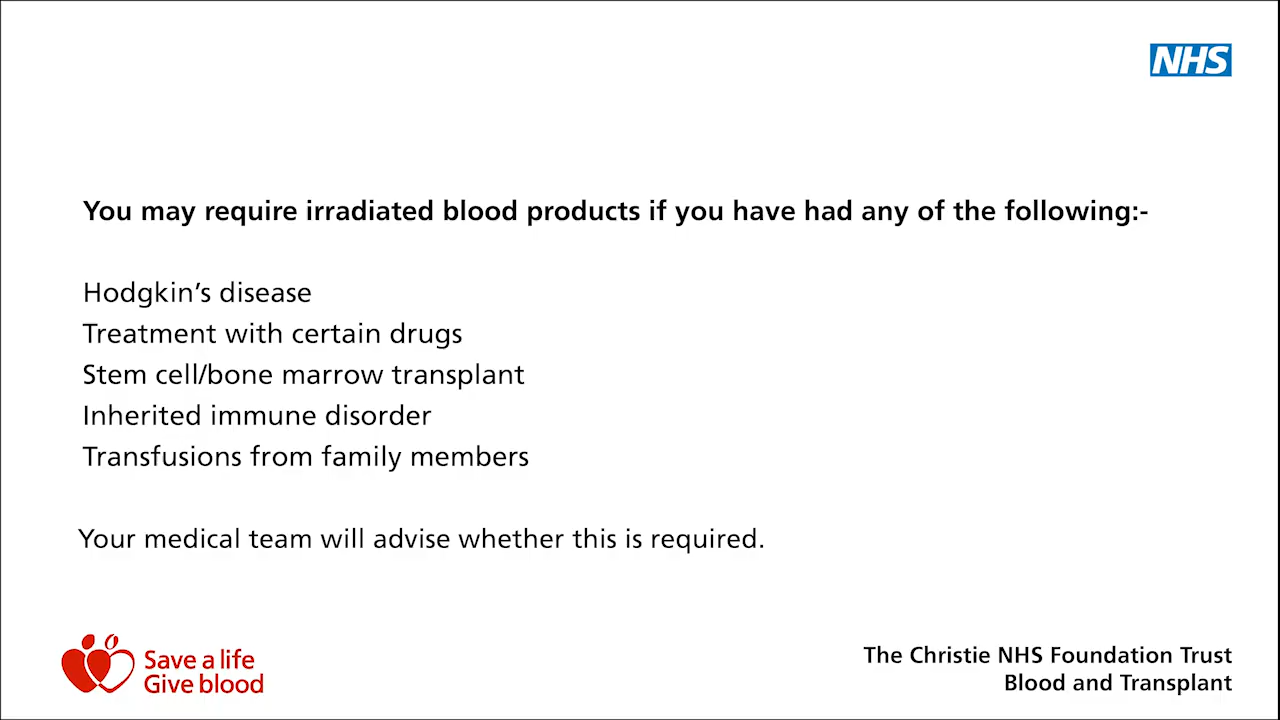 NHS
You may require irradiated blood products if you have had any of the following:-
Hodgkin's disease
Treatment with certain drugs
Stem cell/bone marrow transplant
Inherited immune disorder
Transfusions from family members
Your medical team will advise whether this is required.
Save a life
Give blood
The Christie NHS Foundation Trust
Blood and Transplant